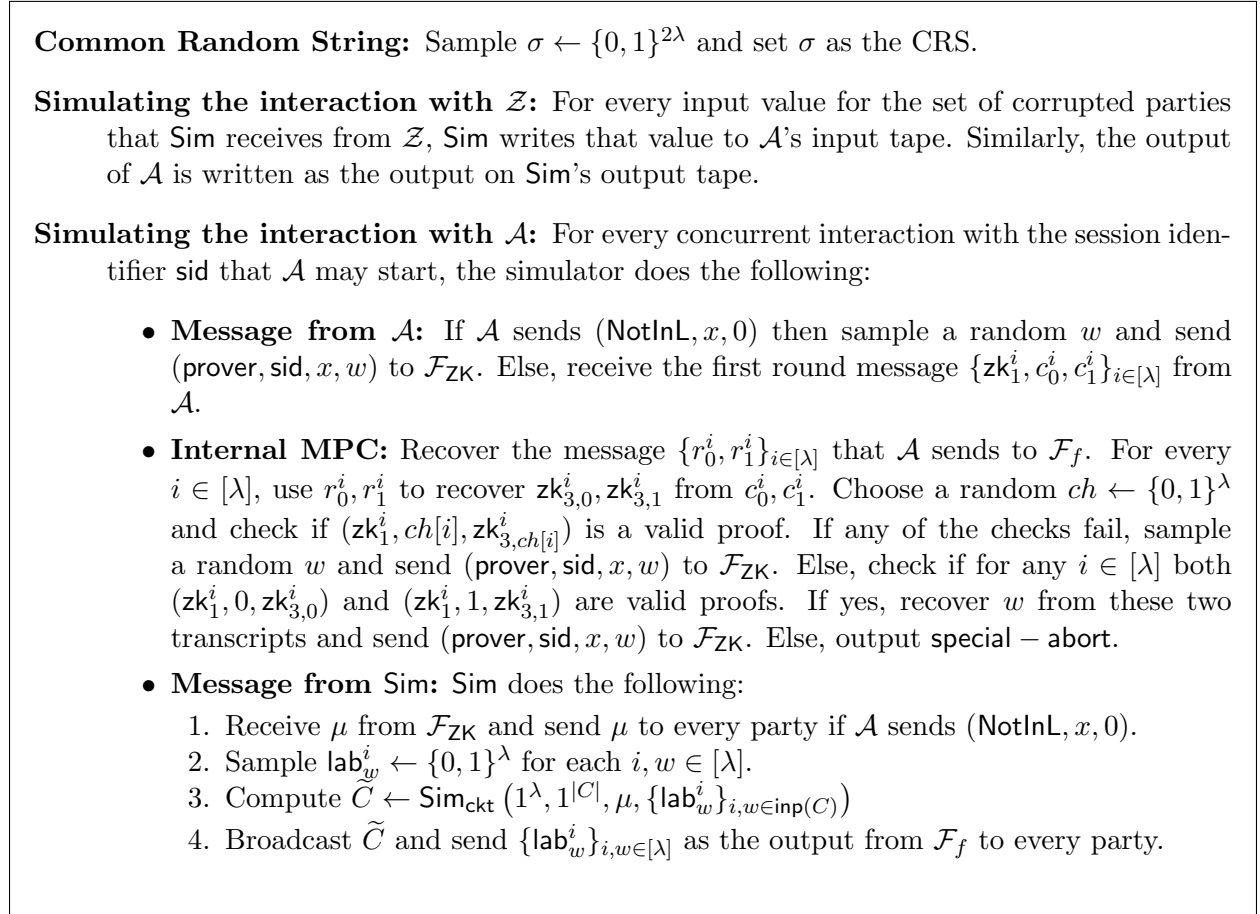 Common Random String: Sample σ ← {0, 1}^{2λ} and set σ as the CRS.
Simulating the interaction with 𝒵: For every input value for the set of corrupted parties
that Sim receives from 𝒵, Sim writes that value to 𝒜's input tape. Similarly, the output
of 𝒜 is written as the output on Sim's output tape.
Simulating the interaction with 𝒜: For every concurrent interaction with the session iden-
tifier sid that 𝒜 may start, the simulator does the following:
• Message from 𝒜: If 𝒜 sends (NotInL, x, 0) then sample a random w and send
(prover, sid, x, w) to ℱ_{ZK}. Else, receive the first round message {zk_1^i, c_0^i, c_1^i}_{i∈[λ]} from
𝒜.
• Internal MPC: Recover the message {r_0^i, r_1^i}_{i∈[λ]} that 𝒜 sends to ℱ_f. For every
i ∈ [λ], use r_0^i, r_1^i to recover zk_{3,0}^i, zk_{3,1}^i from c_0^i, c_1^i. Choose a random ch ← {0, 1}^λ
and check if (zk_1^i, ch[i], zk_{3,ch[i]}^i) is a valid proof. If any of the checks fail, sample
a random w and send (prover, sid, x, w) to ℱ_{ZK}. Else, check if for any i ∈ [λ] both
(zk_1^i, 0, zk_{3,0}^i) and (zk_1^i, 1, zk_{3,1}^i) are valid proofs. If yes, recover w from these two
transcripts and send (prover, sid, x, w) to ℱ_{ZK}. Else, output special − abort.
• Message from Sim: Sim does the following:
1. Receive μ from ℱ_{ZK} and send μ to every party if 𝒜 sends (NotInL, x, 0).
2. Sample lab_w^i ← {0, 1}^λ for each i, w ∈ [λ].
3. Compute C̃ ← Sim_{ckt} (1^λ, 1^{|C|}, μ, {lab_w^i}_{i,w∈inp(C)})
4. Broadcast C̃ and send {lab_w^i}_{i,w∈[λ]} as the output from ℱ_f to every party.